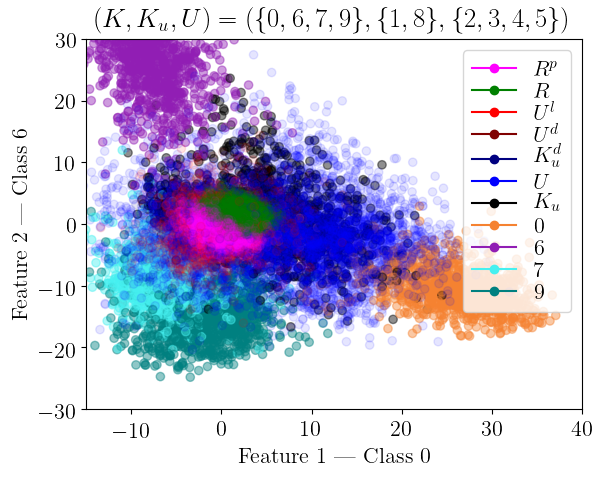 (K, K_u, U) = ({0, 6, 7, 9}, {1, 8}, {2, 3, 4, 5})
30
20
10
0
−10
−20
−30
Feature 2 — Class 6
−10
0
10
20
30
40
Feature 1 — Class 0
R^p
R
U^l
U^d
K_u^d
U
K_u
0
6
7
9